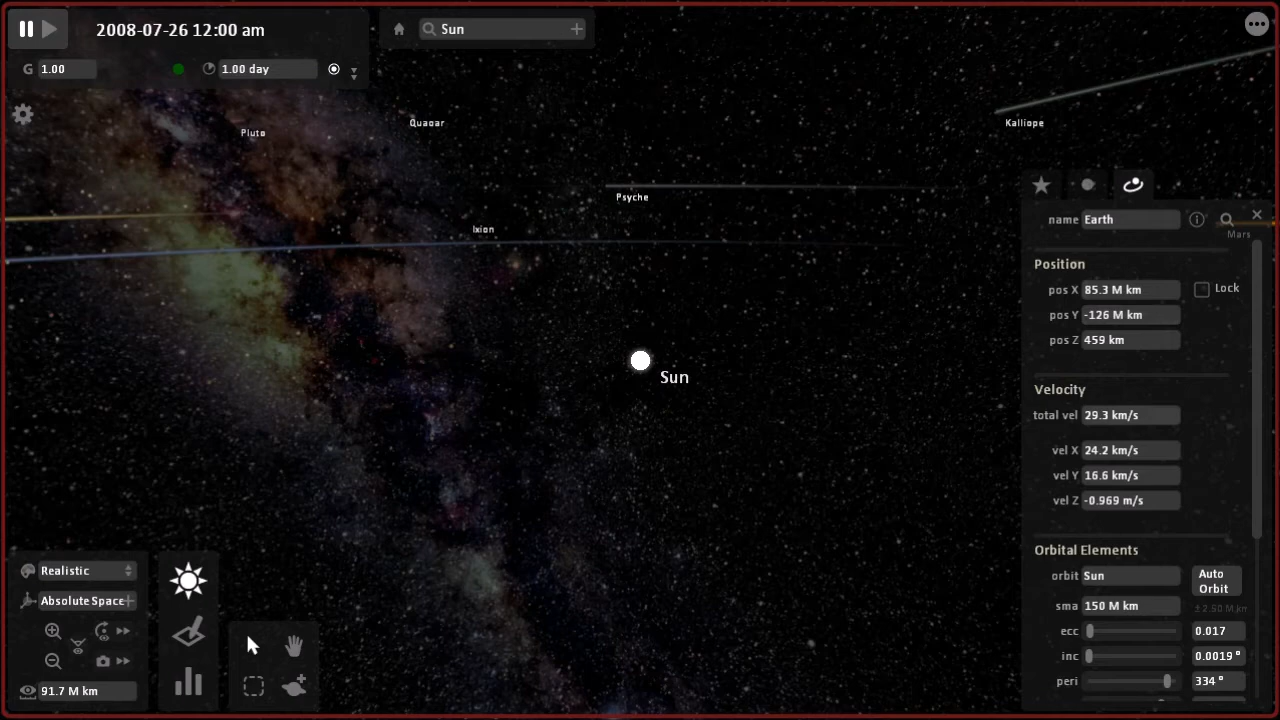 2008-07-26 12:00 am
Sun
G 1.00
1.00 day
Pluto
Quaoar
Kalliope
Psyche
Ixion
Sun
name Earth
Mars
Position
pos X 85.3 M km
Lock
pos Y -126 M km
pos Z 459 km
Velocity
total vel 29.3 km/s
vel X 24.2 km/s
vel Y 16.6 km/s
vel Z -0.969 m/s
Orbital Elements
orbit Sun
Auto
Orbit
sma 150 M km ±2.50 M km
ecc 0.017
inc 0.0019 °
peri 334 °
Realistic
Absolute Space
91.7 M km